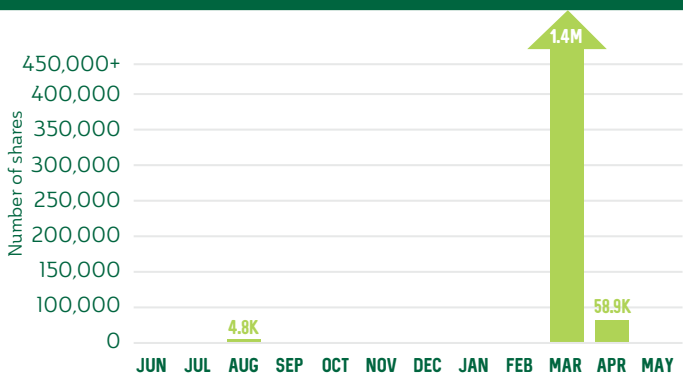 1.4M
450,000+
400,000
350,000
300,000
250,000
200,000
150,000
100,000
0
Number of shares
4.8K
58.9K
JUN JUL AUG SEP OCT NOV DEC JAN FEB MAR APR MAY